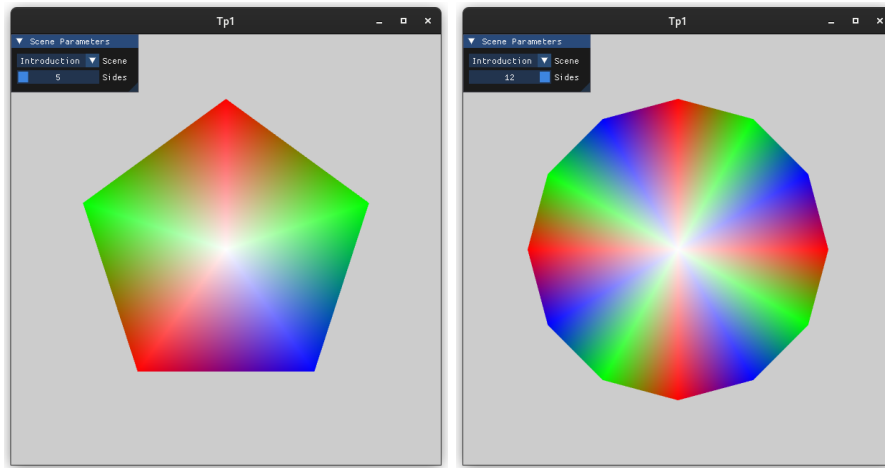 Tp1
Scene Parameters
Introduction Scene
5 Sides
Tp1
Scene Parameters
Introduction Scene
12 Sides